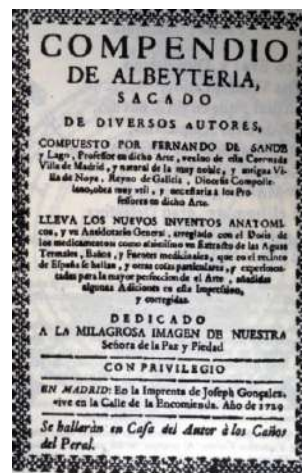 COMPENDIO
DE ALBEYTERIA,
SACADO
DE DIVERSOS AUTORES,
COMPUESTO POR FERNANDO DE SANDE
y Lago, Professor en dicho Arte, vecino de esta Coronada
Villa de Madrid, y natural de la muy noble, y antigua Vi-
lla de Noya, Reyno de Galicia, Diocesis Composte-
lano, obra muy util, y necessaria a los Pro-
fessores en dicho Arte.
LLEVA LOS NUEVOS INVENTOS ANATOMI-
cos, y un Antidotario General, arreglado con el Dosis de
los medicamentos como assimismo un Extracto de las Aguas
Termales, Baños, y Fuentes medicinales, que en el recinto
de España se hallan, y otras cosas particulares, y experimen-
tadas para la mayor perfeccion de el Arte, añadidas
algunas Adiciones en esta Impression,
y corregidas.
DEDICADO
A LA MILAGROSA IMAGEN DE NUESTRA
Señora de la Paz y Piedad
CON PRIVILEGIO
EN MADRID: En la Imprenta de Joseph Gonçalez,
vive en la Calle de la Encomienda. Año de 1729
Se hallaràn en Casa del Autor à los Caños
del Peral.